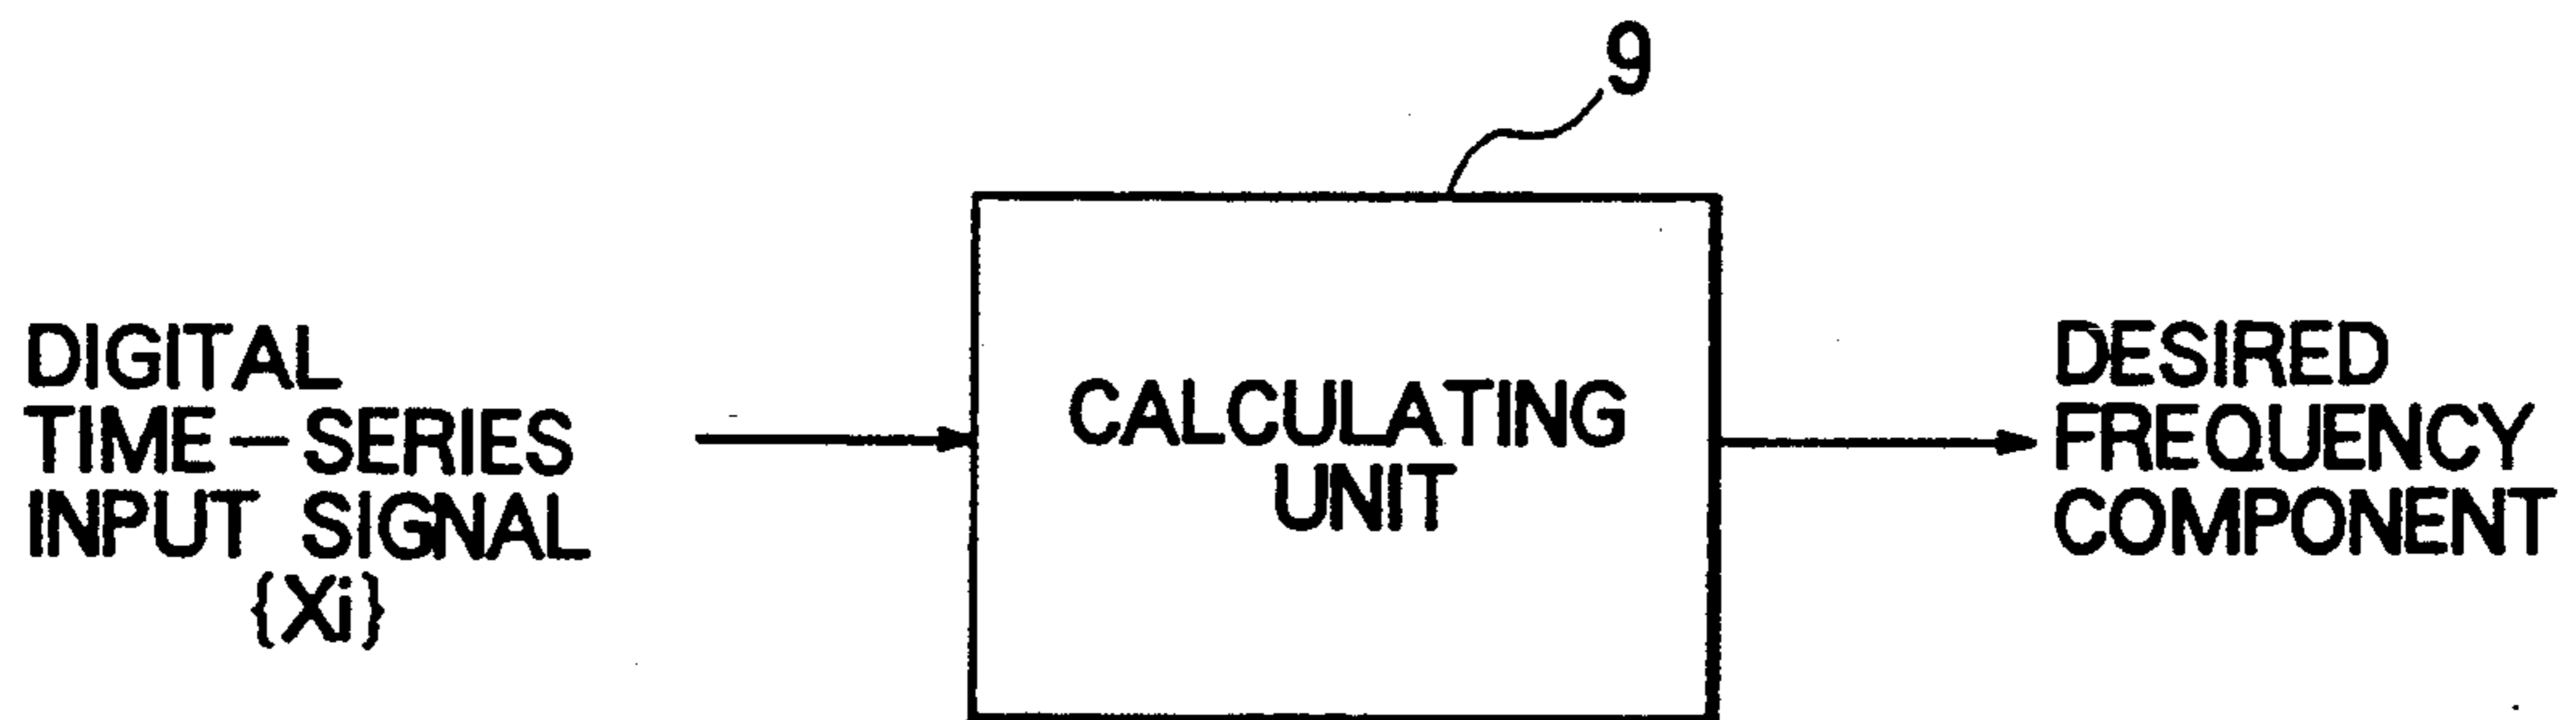 9
DIGITAL
TIME-SERIES
INPUT SIGNAL
{Xi}
CALCULATING
UNIT
DESIRED
FREQUENCY
COMPONENT